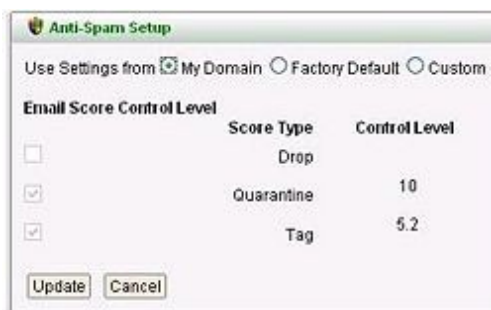 Anti-Spam Setup
Use Settings from My Domain Factory Default Custom
Email Score Control Level
Score Type Control Level
Drop
Quarantine 10
Tag 5.2
Update Cancel